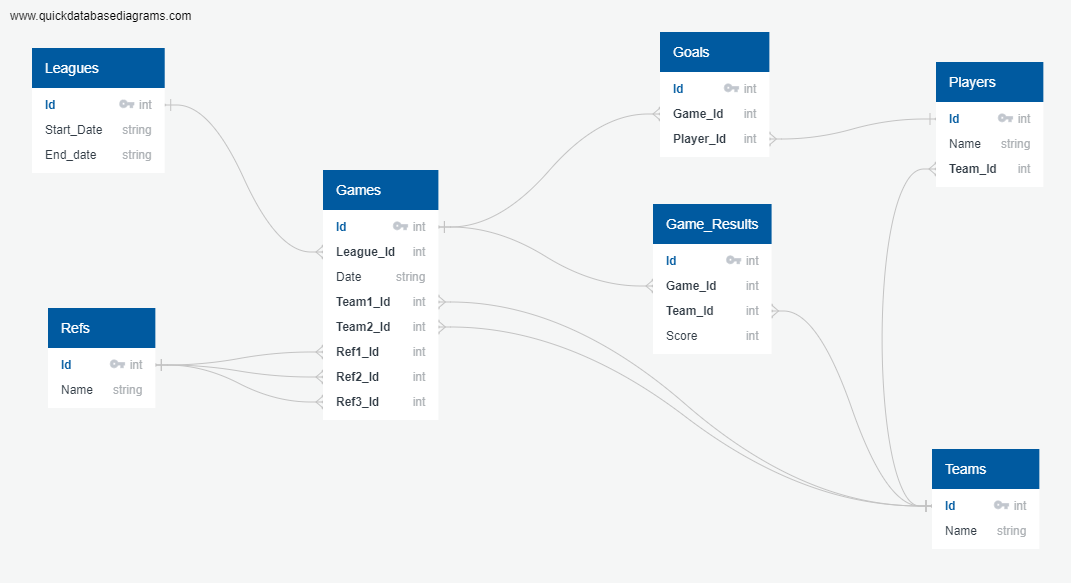 www.quickdatabasediagrams.com
Leagues
Id int
Start_Date string
End_date string
Refs
Id int
Name string
Games
Id int
League_Id int
Date string
Team1_Id int
Team2_Id int
Ref1_Id int
Ref2_Id int
Ref3_Id int
Goals
Id int
Game_Id int
Player_Id int
Game_Results
Id int
Game_Id int
Team_Id int
Score int
Players
Id int
Name string
Team_Id int
Teams
Id int
Name string